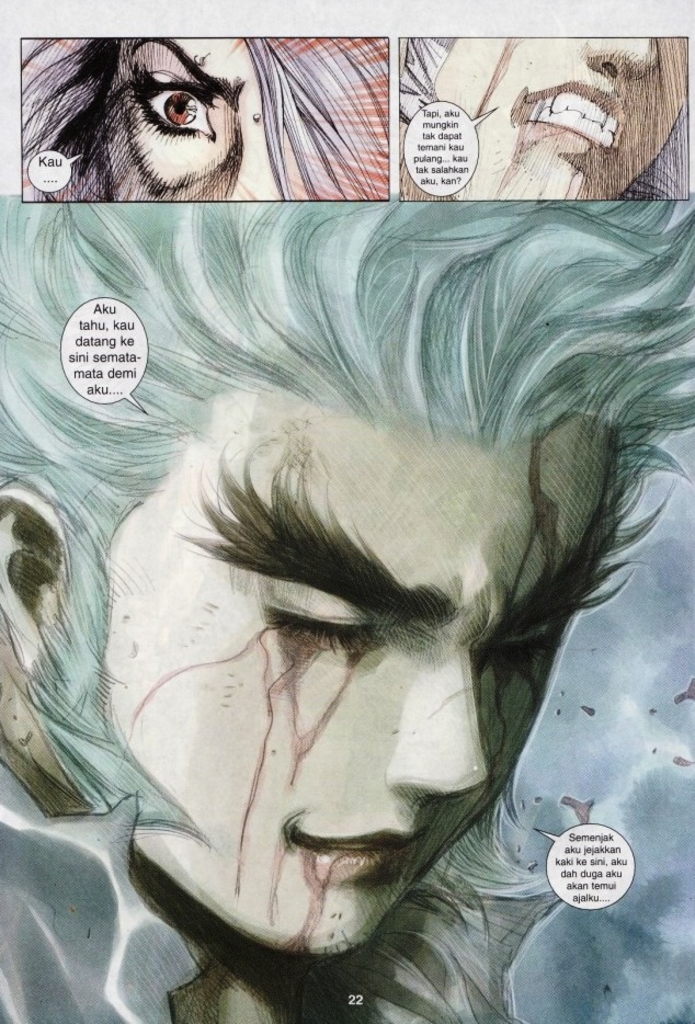 Kau
....
Tapi, aku
mungkin
tak dapat
temani kau
pulang... kau
tak salahkan
aku, kan?
Aku
tahu, kau
datang ke
sini semata-
mata demi
aku....
Semenjak
aku jejakkan
kaki ke sini, aku
dah duga aku
akan temui
ajalku....
22